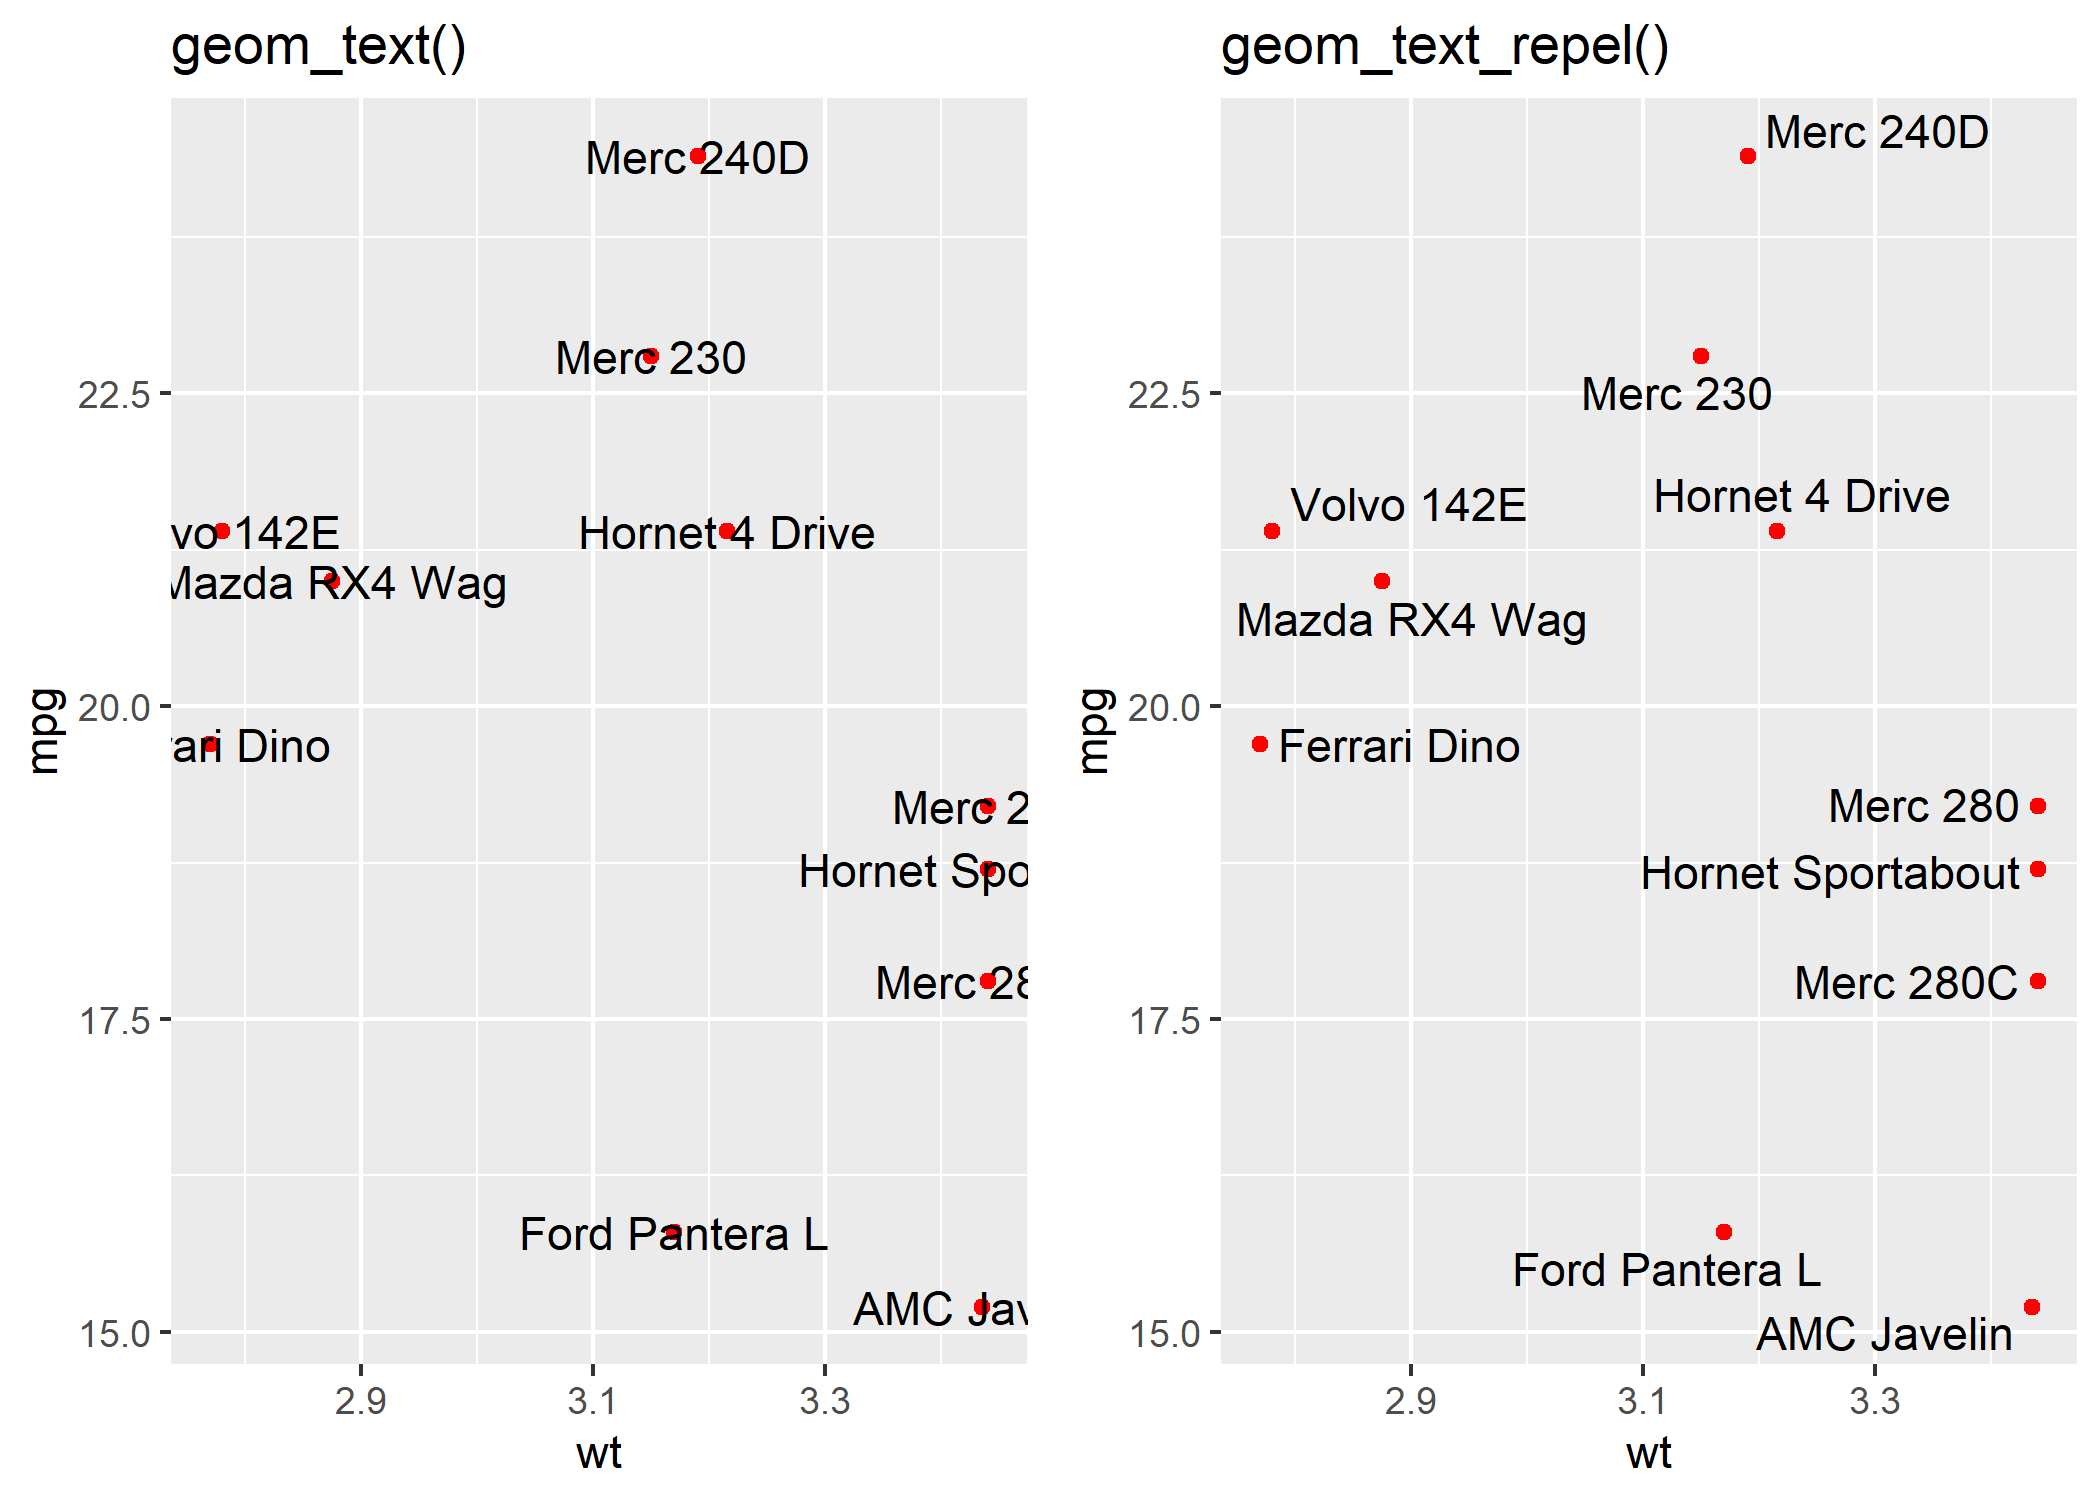 geom_text()
Merc 240D
Merc 230
22.5
vo 142E
Hornet 4 Drive
Mazda RX4 Wag
mpg
20.0
rari Dino
Merc 2
Hornet Spo
Merc 28
17.5
Ford Pantera L
AMC Jav
15.0
2.9 3.1 3.3
wt
geom_text_repel()
Merc 240D
Merc 230
22.5
Volvo 142E
Hornet 4 Drive
Mazda RX4 Wag
mpg
20.0
Ferrari Dino
Merc 280
Hornet Sportabout
Merc 280C
17.5
Ford Pantera L
AMC Javelin
15.0
2.9 3.1 3.3
wt